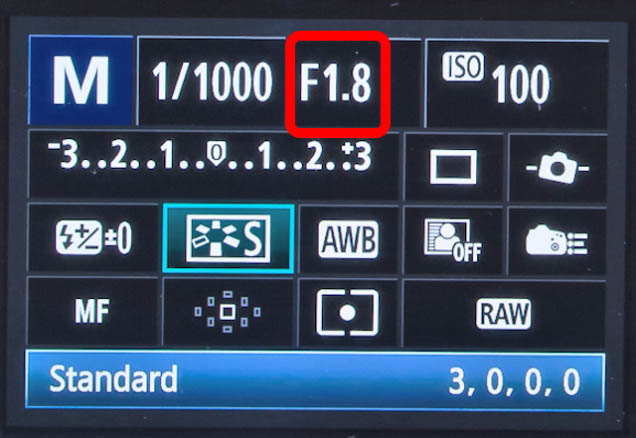 M 1/1000 F1.8 ISO 100
-3..2..1..0..1..2.:+3
±0 S AWB OFF
MF RAW
Standard 3, 0, 0, 0